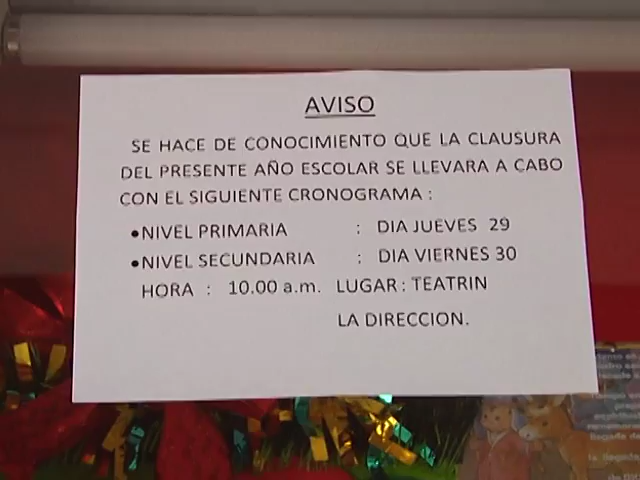 AVISO
SE HACE DE CONOCIMIENTO QUE LA CLAUSURA
DEL PRESENTE AÑO ESCOLAR SE LLEVARA A CABO
CON EL SIGUIENTE CRONOGRAMA :
•NIVEL PRIMARIA : DIA JUEVES 29
•NIVEL SECUNDARIA : DIA VIERNES 30
HORA : 10.00 a.m. LUGAR : TEATRIN
LA DIRECCION.